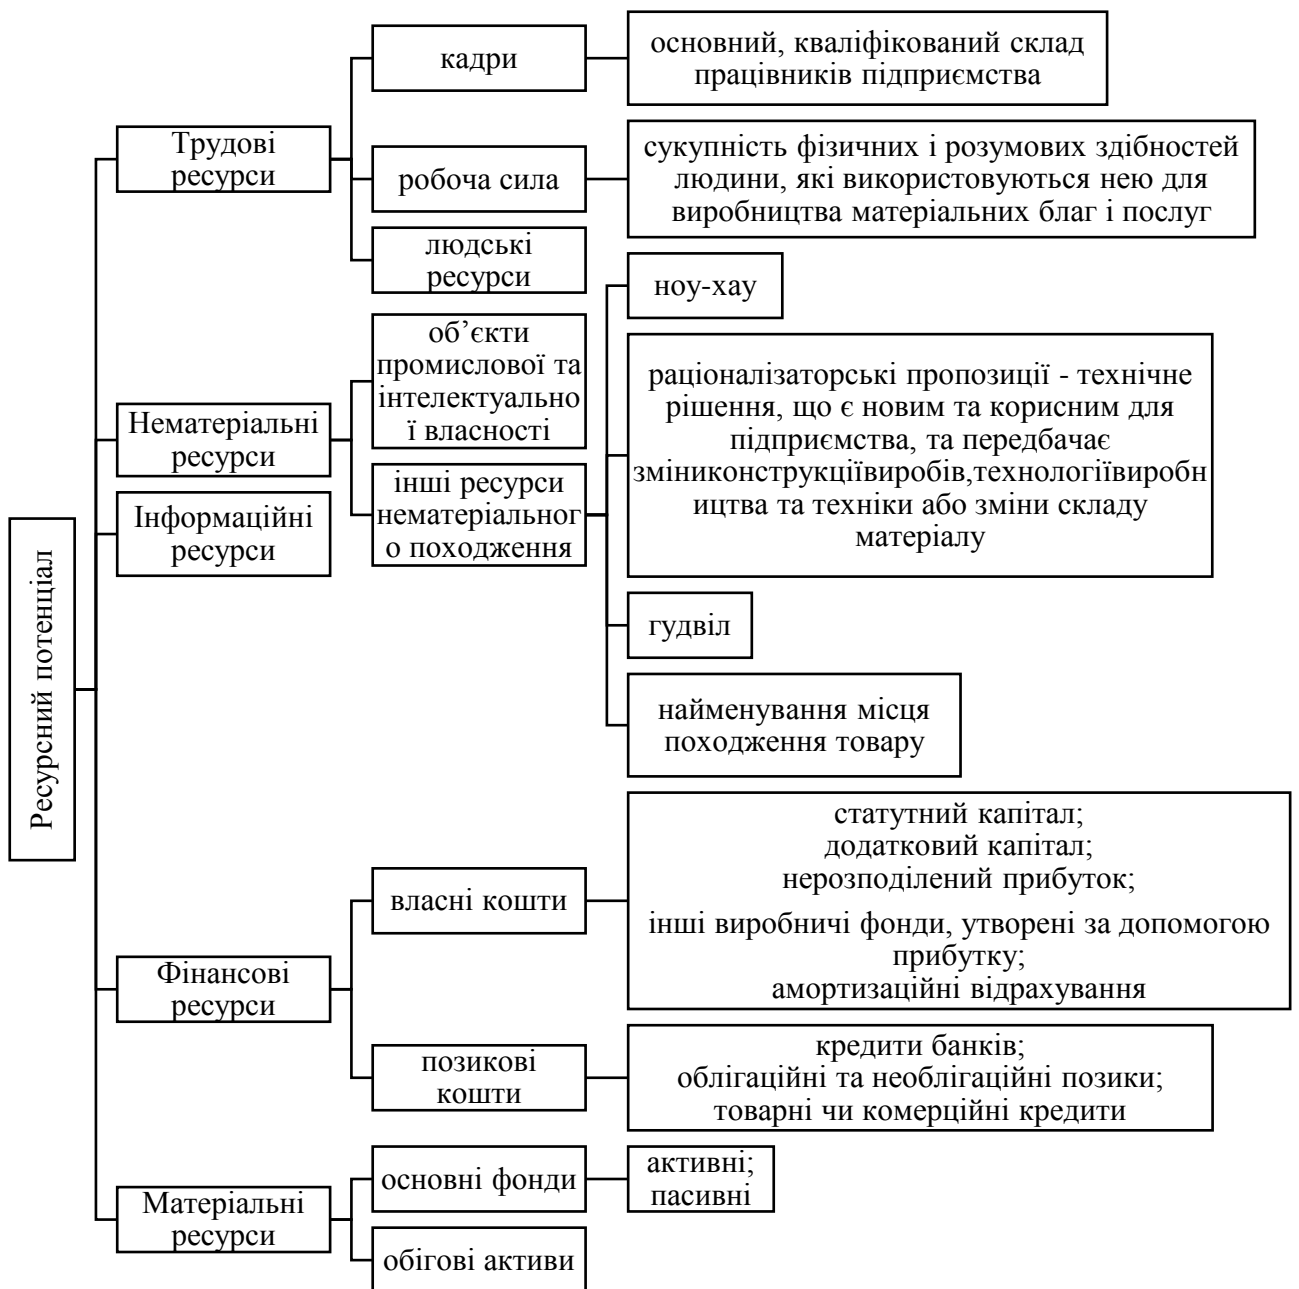 кадри
основний, кваліфікований склад
працівників підприємства
Трудові
ресурси
робоча сила
сукупність фізичних і розумових здібностей
людини, які використовуються нею для
виробництва матеріальних благ і послуг
людські
ресурси
ноу-хау
об’єкти
промислової та
інтелектуально
ї власності
раціоналізаторські пропозиції - технічне
рішення, що є новим та корисним для
підприємства, та передбачає
зміниконструкціївиробів,технологіївиробн
ицтва та техніки або зміни складу
матеріалу
Нематеріальні
ресурси
інші ресурси
нематеріальног
о походження
Інформаційні
ресурси
гудвіл
найменування місця
походження товару
Ресурсний потенціал
статутний капітал;
додатковий капітал;
нерозподілений прибуток;
інші виробничі фонди, утворені за допомогою
прибутку;
амортизаційні відрахування
власні кошти
Фінансові
ресурси
позикові
кошти
кредити банків;
облігаційні та необлігаційні позики;
товарні чи комерційні кредити
основні фонди
активні;
пасивні
Матеріальні
ресурси
обігові активи